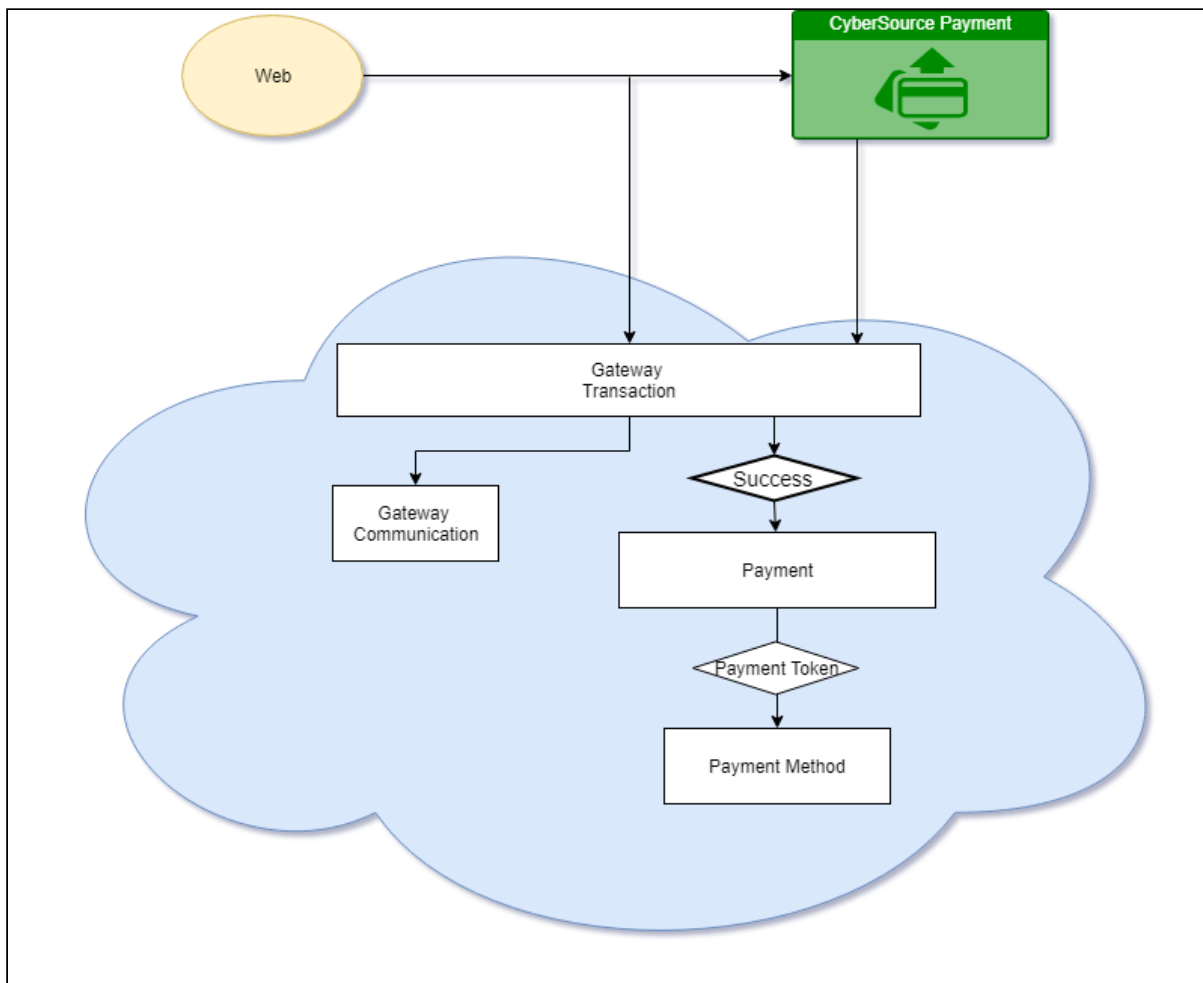 CyberSource Payment
Web
Gateway
Transaction
Success
Gateway
Communication
Payment
Payment Token
Payment Method